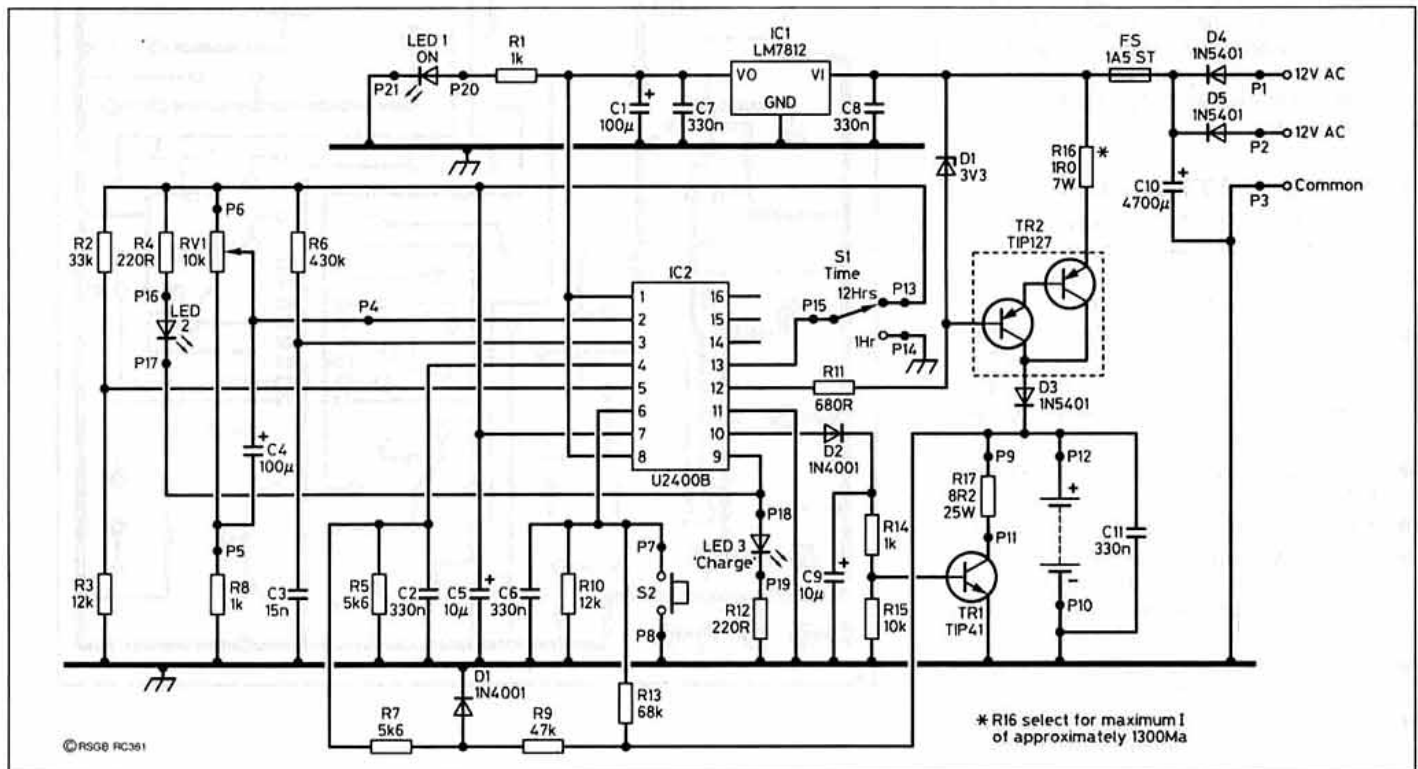 LED 1
ON
P21
P20
R1
1k
C1
100µ
C7
330n
IC1
LM7812
VO
VI
GND
C8
330n
D1
3V3
FS
1A5 ST
D4
1N5401
P1
12V AC
D5
1N5401
P2
12V AC
R16
1R0
7W
*
C10
4700µ
+
P3
Common
TR2
TIP127
P6
R2
33k
R4
220R
RV1
10k
R6
430k
P16
LED
2
P17
P4
IC2
1
2
3
4
5
6
7
8
16
15
14
13
12
11
10
9
U2400B
S1
Time
12Hrs
P13
P15
1Hr
P14
R11
680R
D3
1N5401
D2
1N4001
C4
100µ
+
P5
R3
12k
R8
1k
C3
15n
R5
5k6
C2
330n
C5
10µ
+
C6
330n
R10
12k
P7
S2
P8
P18
LED 3
'Charge'
P19
R12
220R
C9
10µ
+
R14
1k
R15
10k
P9
R17
8R2
25W
P11
TR1
TIP41
P12
+
−
P10
C11
330n
D1
1N4001
R7
5k6
R9
47k
R13
68k
* R16 select for maximum I
of approximately 1300Ma
©RSGB RC361